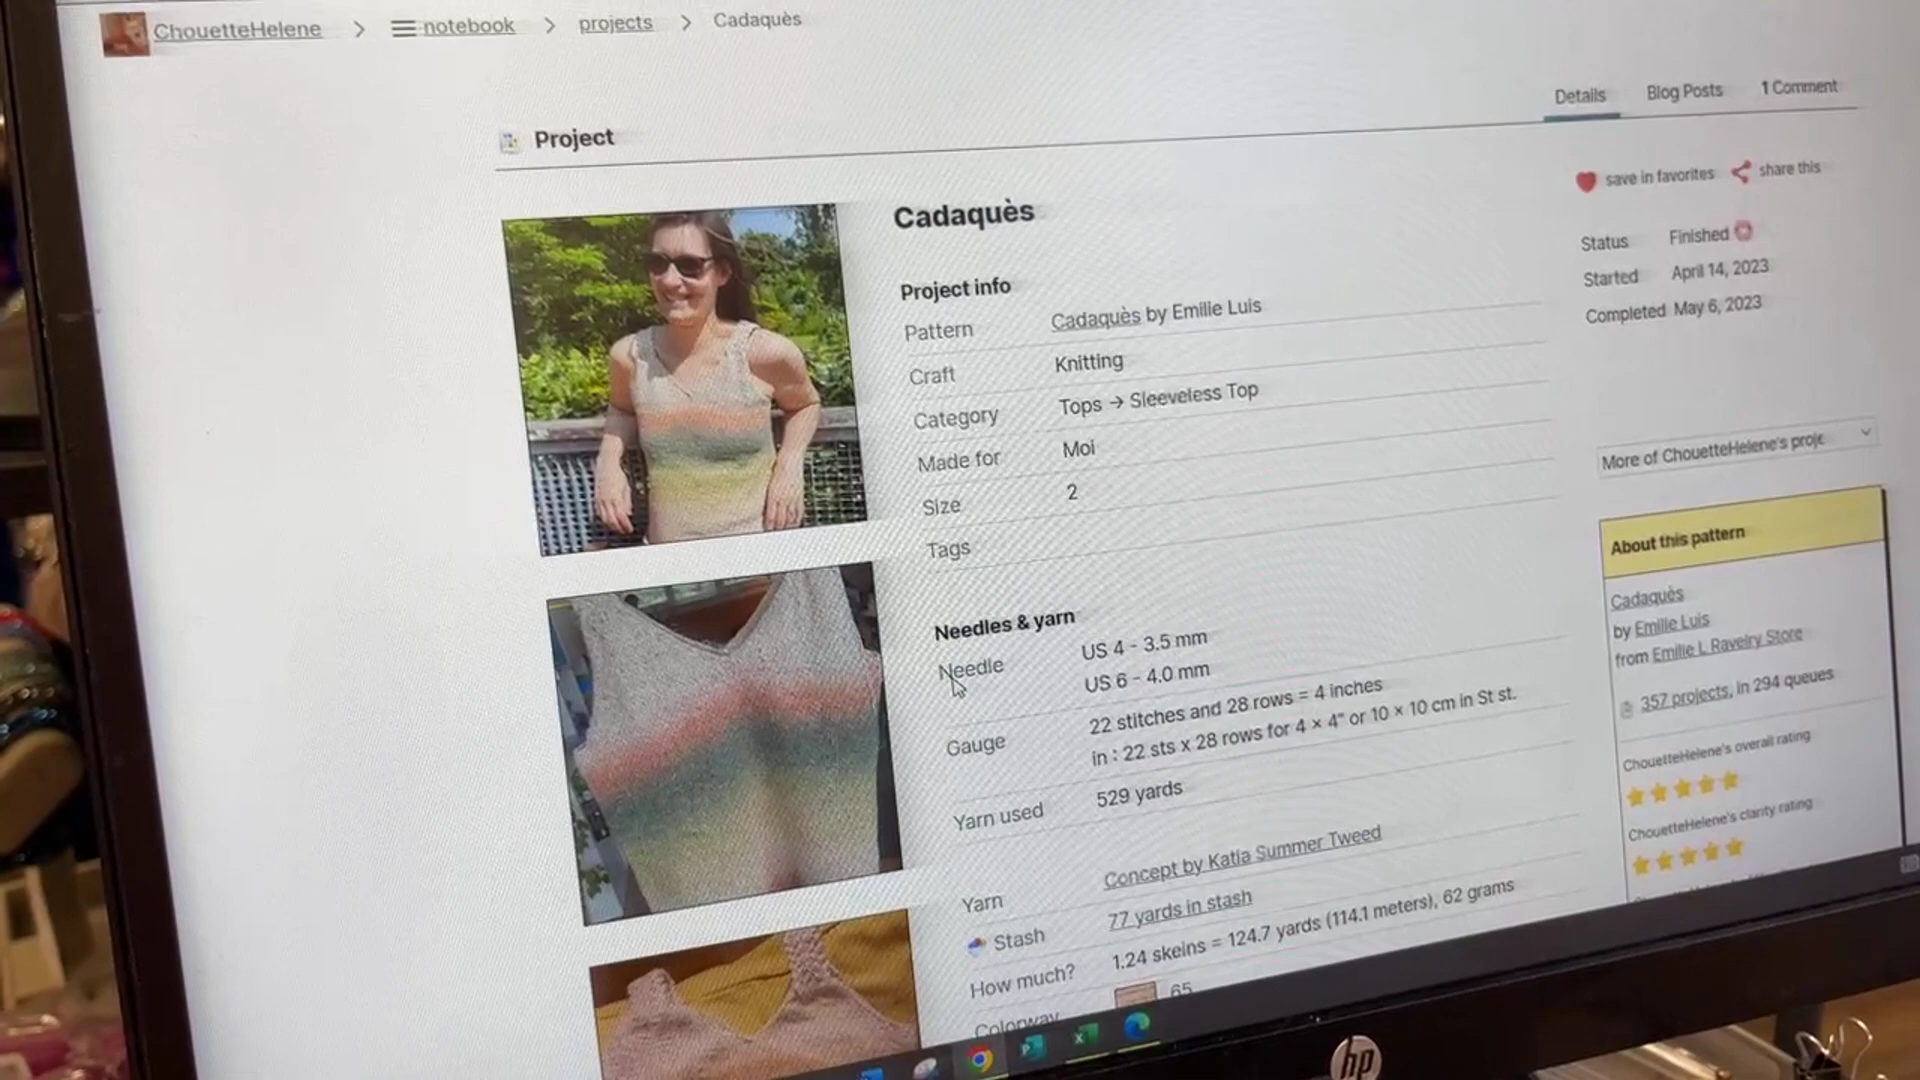 ChouetteHelene > notebook > projects > Cadaquès
Details Blog Posts 1 Comment
Project
save in favorites share this
Cadaquès
Status Finished
Started April 14, 2023
Completed May 6, 2023
Project info
Pattern Cadaquès by Emilie Luis
Craft Knitting
Category Tops → Sleeveless Top
Made for Moi
Size 2
Tags
More of ChouetteHelene's proje
Needles & yarn
Needle US 4 - 3.5 mm
US 6 - 4.0 mm
Gauge 22 stitches and 28 rows = 4 inches
in : 22 sts x 28 rows for 4 × 4" or 10 × 10 cm in St st.
Yarn used 529 yards
Yarn Concept by Katia Summer Tweed
Stash 77 yards in stash
How much? 1.24 skeins = 124.7 yards (114.1 meters), 62 grams
Colorway 65
About this pattern
Cadaquès
by Emilie Luis
from Emilie L Ravelry Store
357 projects, in 294 queues
ChouetteHelene's overall rating
ChouetteHelene's clarity rating
hp